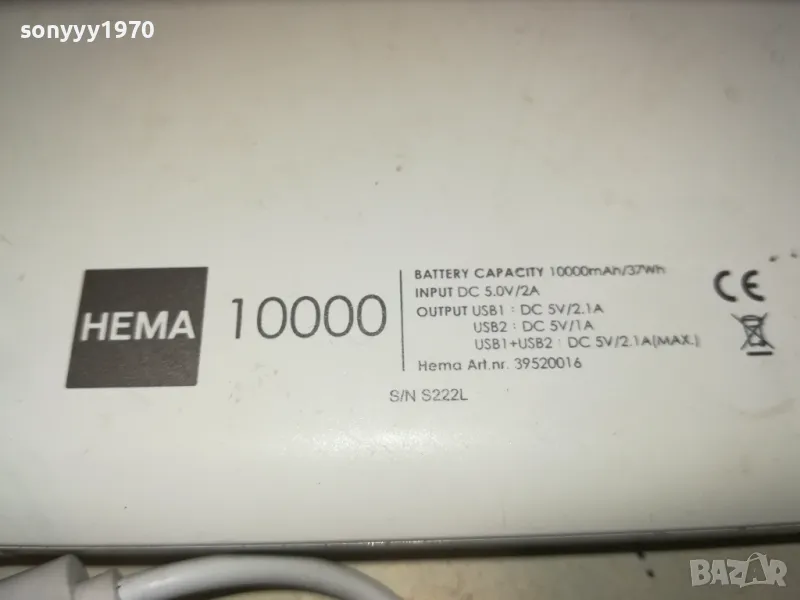 sonyyy1970
HEMA
10000
BATTERY CAPACITY 10000mAh/37Wh
INPUT DC 5.0V/2A
OUTPUT USB1 : DC 5V/2.1A
USB2 : DC 5V/1A
USB1+USB2 : DC 5V/2.1A(MAX.)
Hema Art.nr. 39520016
S/N S222L
CE
BAZAR